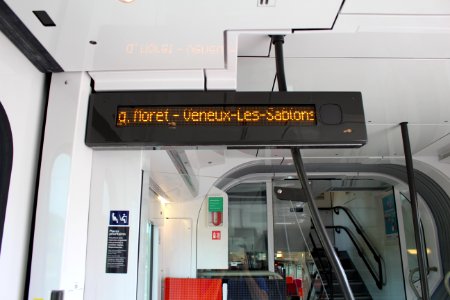 g. Moret - Veneux-Les-Sablons